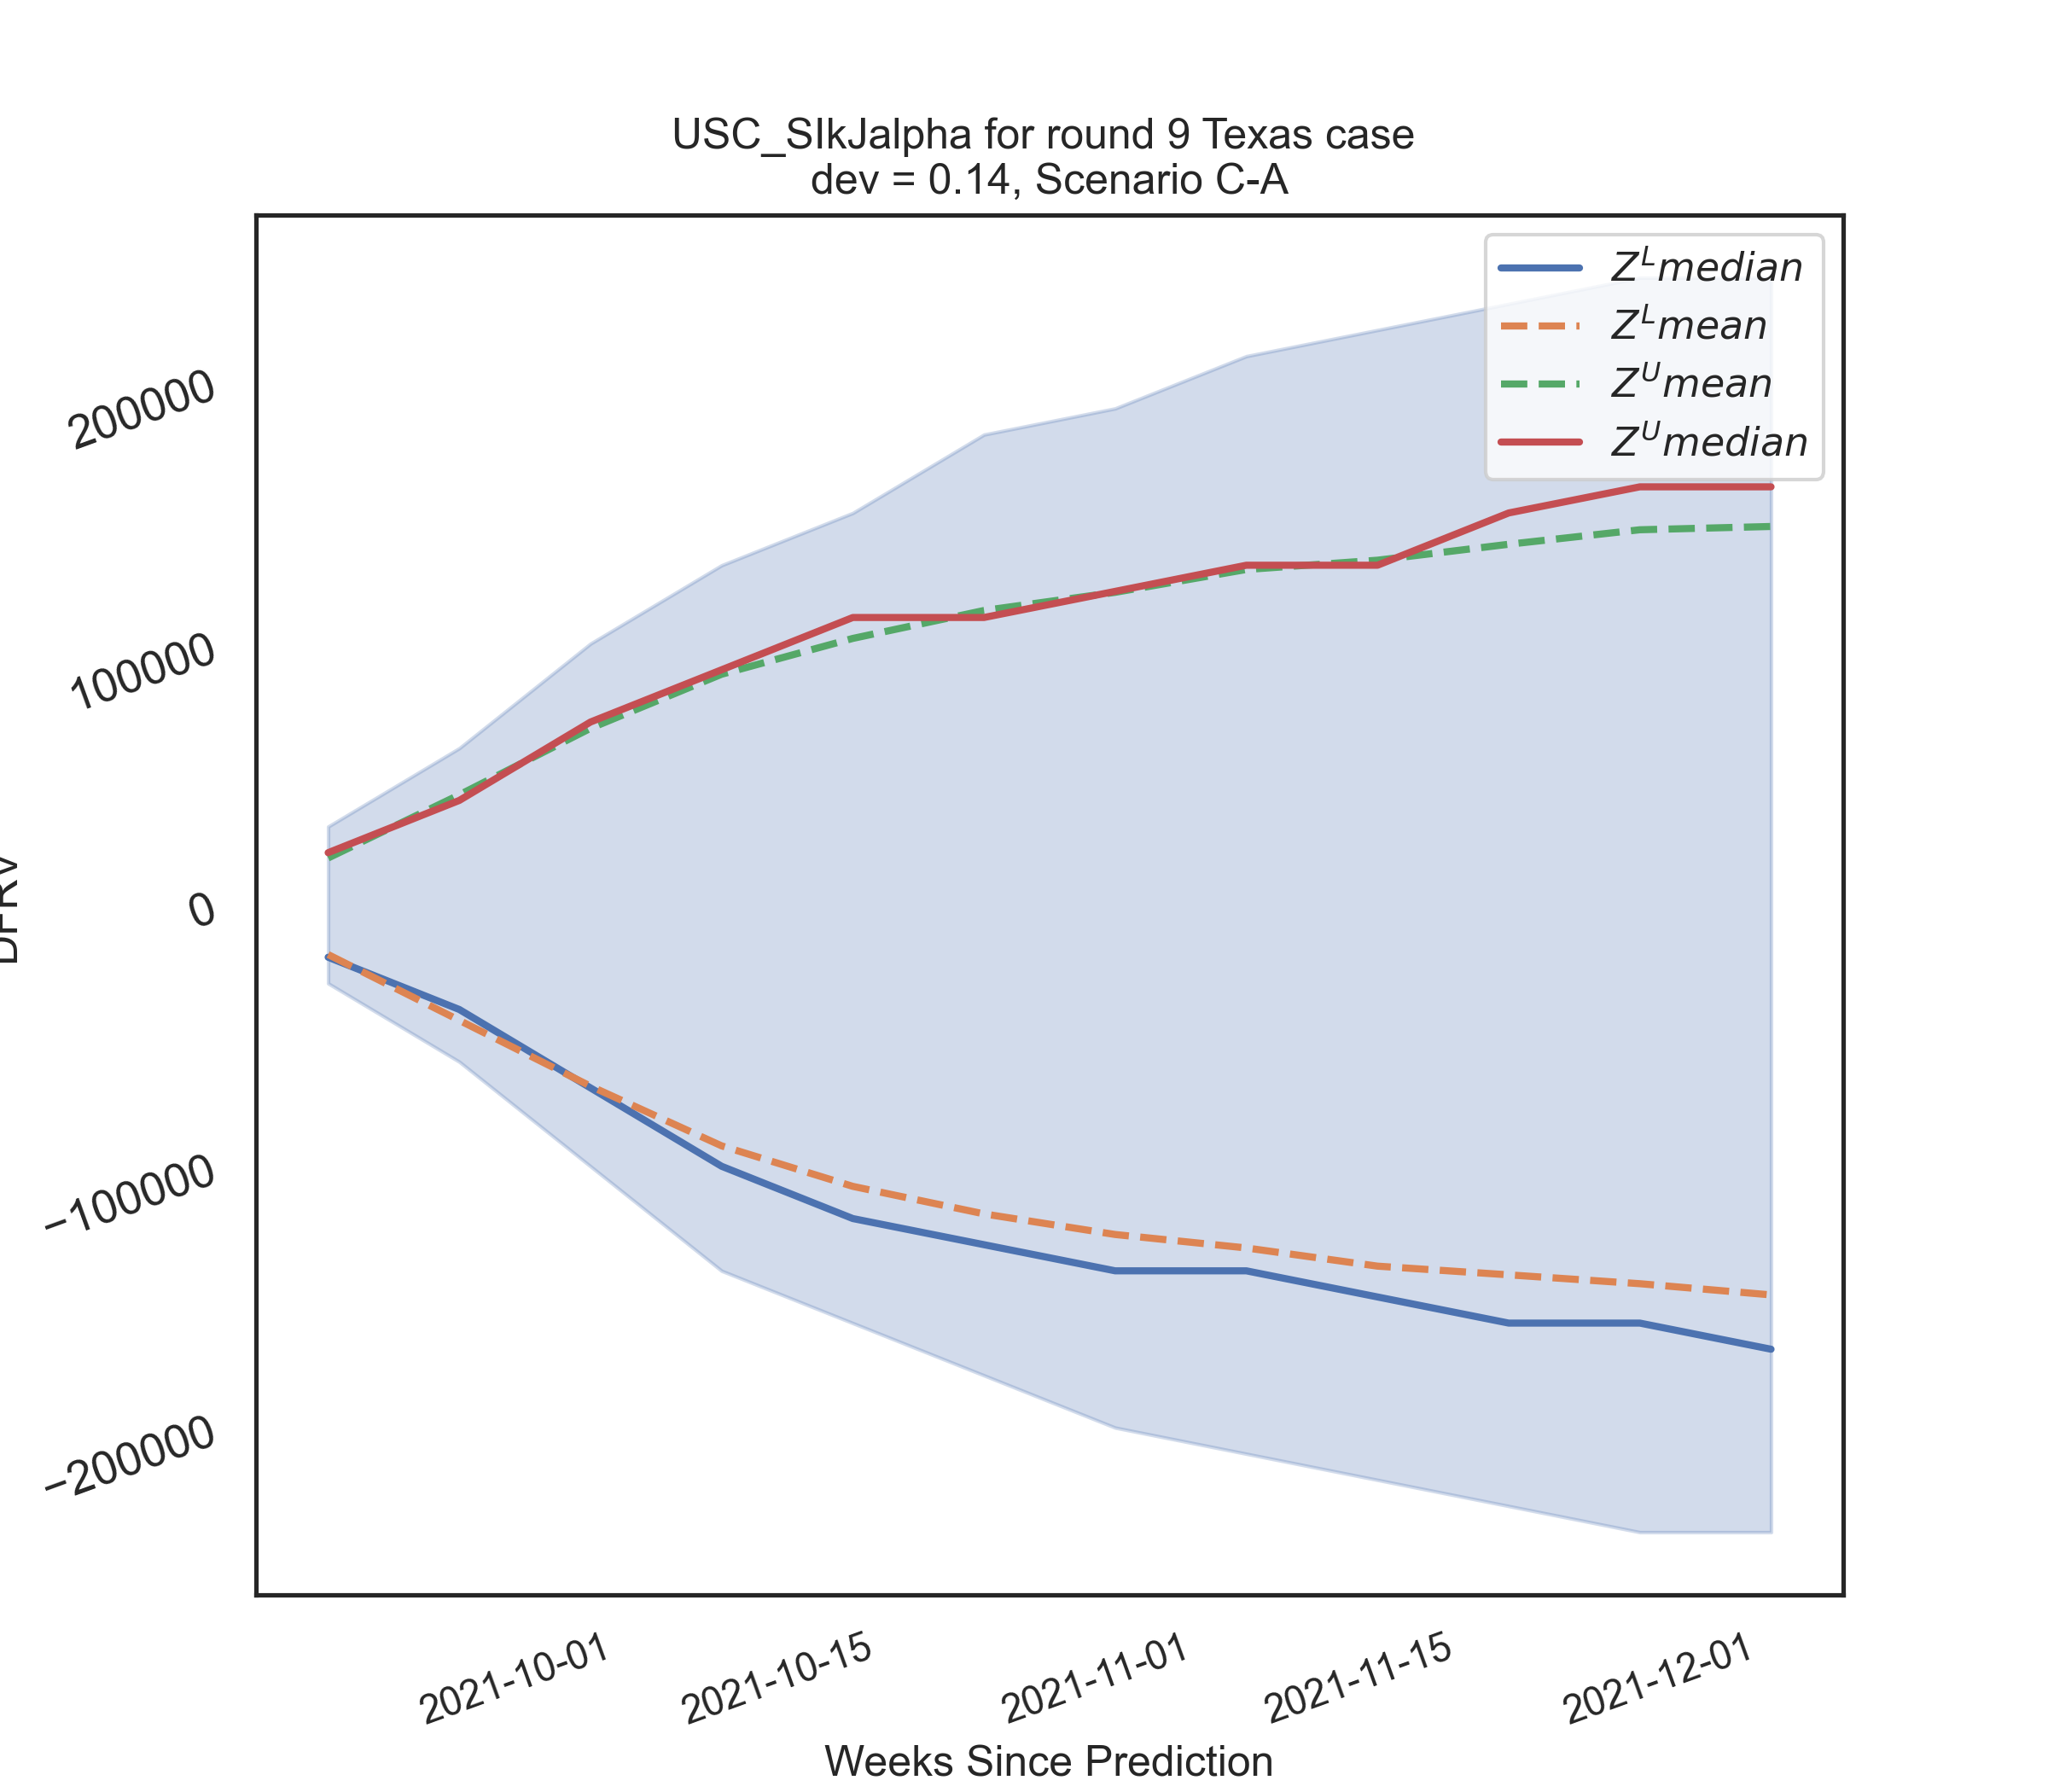 USC_SIkJalpha for round 9 Texas case
dev = 0.14, Scenario C-A
Z^L median
Z^L mean
Z^U mean
Z^U median
200000
100000
0
−100000
−200000
2021-10-01
2021-10-15
2021-11-01
2021-11-15
2021-12-01
Weeks Since Prediction